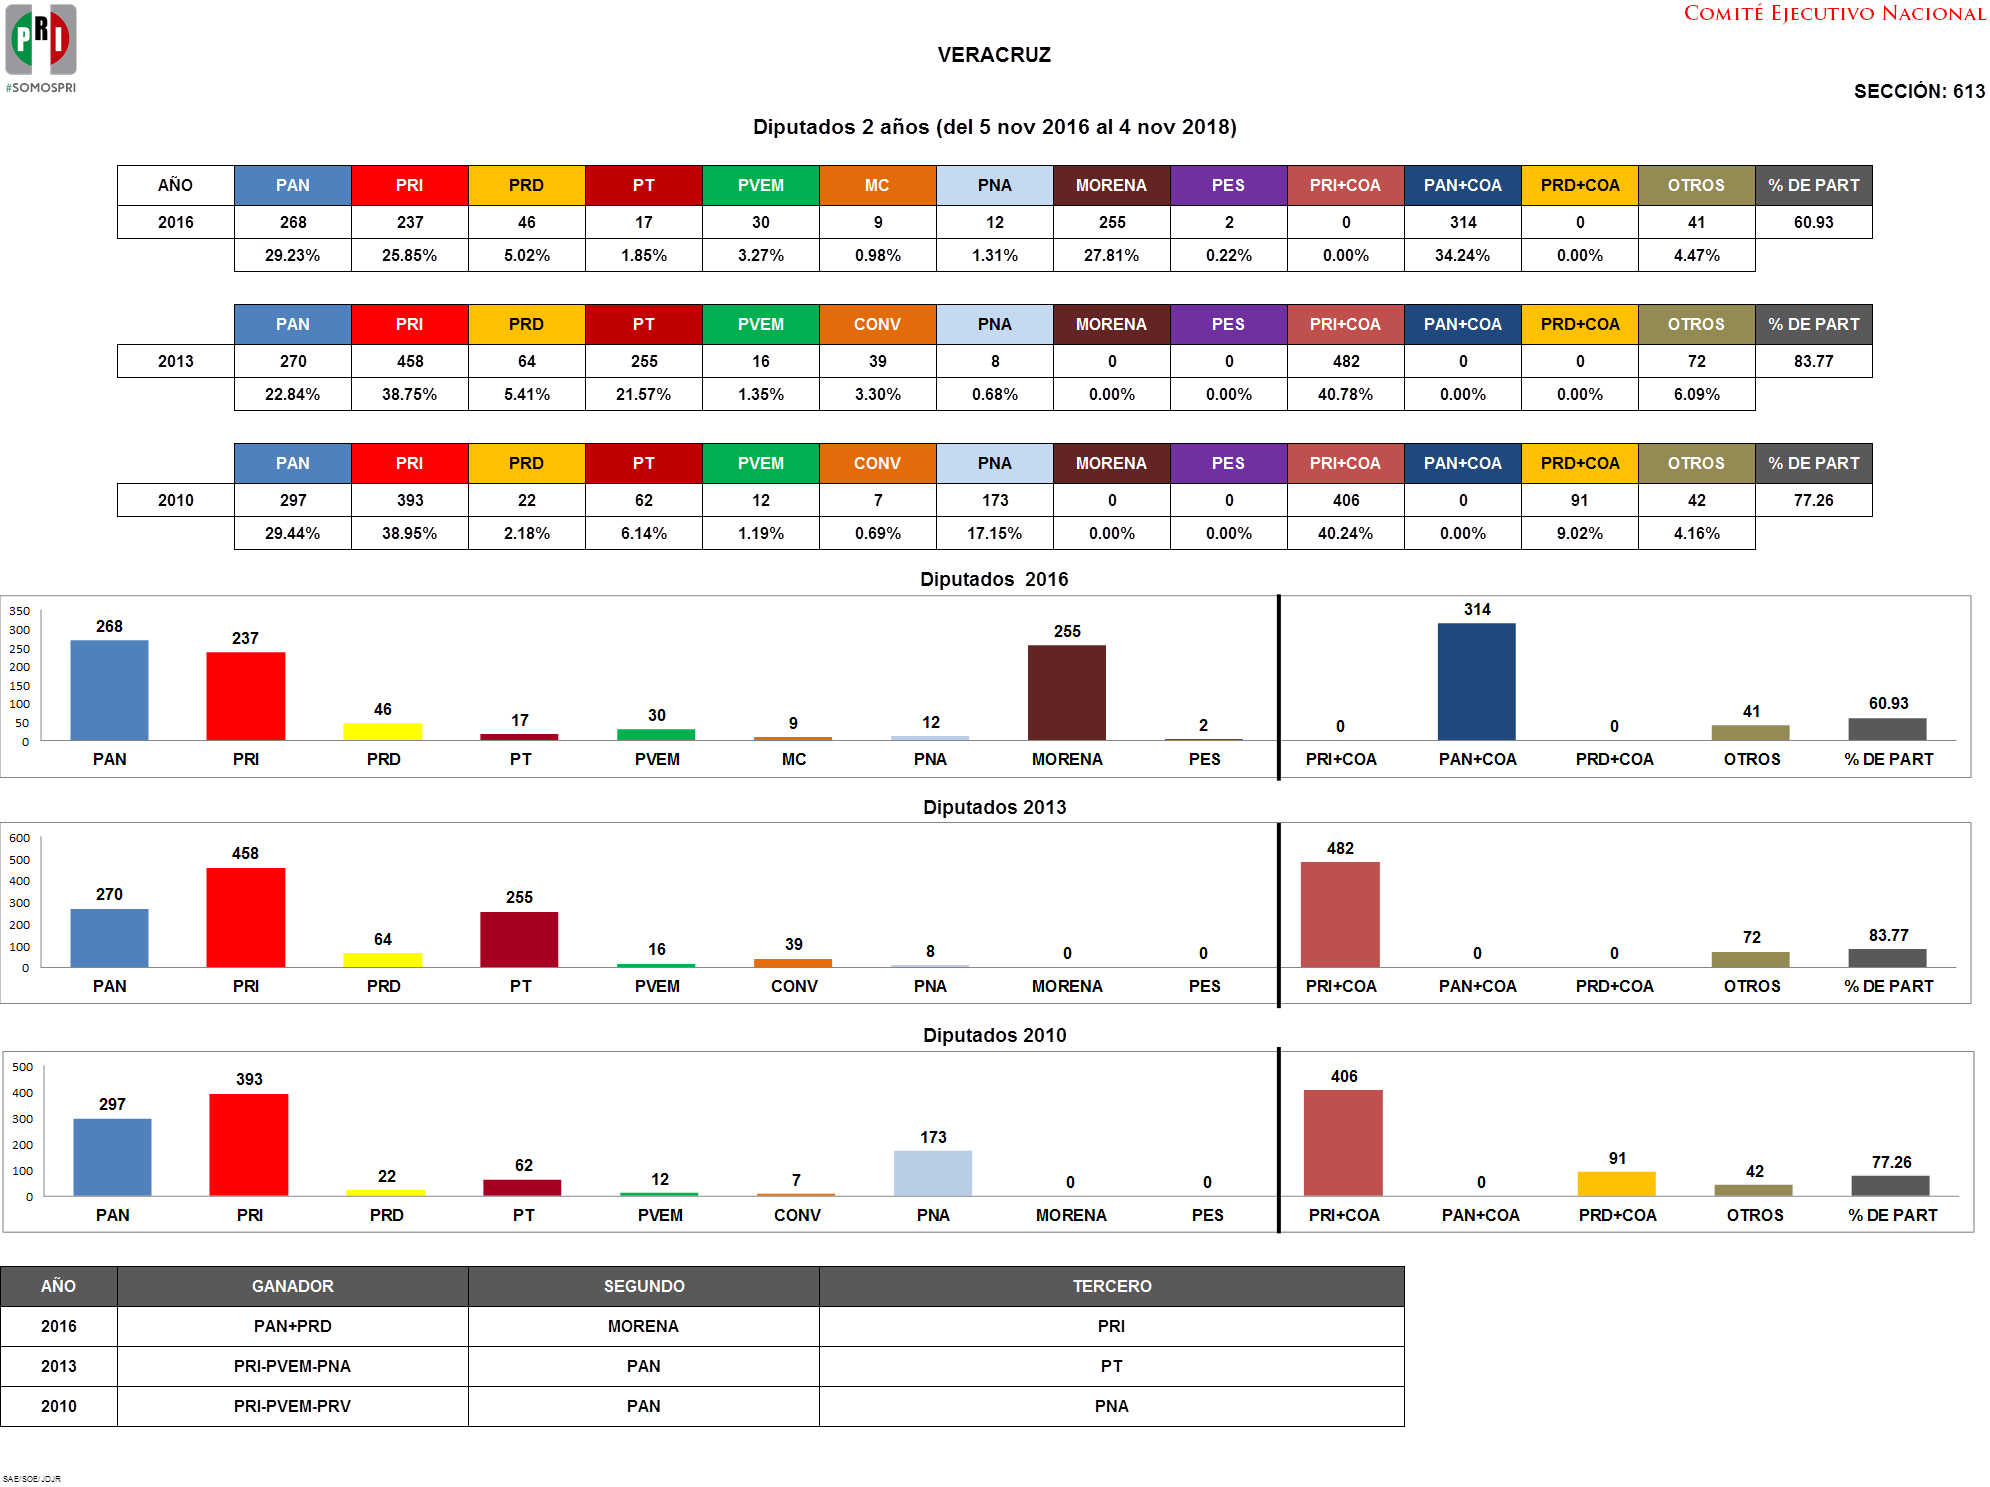 PRI
#SOMOSPRI
COMITÉ EJECUTIVO NACIONAL
VERACRUZ
SECCIÓN: 613
Diputados 2 años (del 5 nov 2016 al 4 nov 2018)
AÑO PAN PRI PRD PT PVEM MC PNA MORENA PES PRI+COA PAN+COA PRD+COA OTROS % DE PART
2016 268 237 46 17 30 9 12 255 2 0 314 0 41 60.93
29.23% 25.85% 5.02% 1.85% 3.27% 0.98% 1.31% 27.81% 0.22% 0.00% 34.24% 0.00% 4.47%
PAN PRI PRD PT PVEM CONV PNA MORENA PES PRI+COA PAN+COA PRD+COA OTROS % DE PART
2013 270 458 64 255 16 39 8 0 0 482 0 0 72 83.77
22.84% 38.75% 5.41% 21.57% 1.35% 3.30% 0.68% 0.00% 0.00% 40.78% 0.00% 0.00% 6.09%
PAN PRI PRD PT PVEM CONV PNA MORENA PES PRI+COA PAN+COA PRD+COA OTROS % DE PART
2010 297 393 22 62 12 7 173 0 0 406 0 91 42 77.26
29.44% 38.95% 2.18% 6.14% 1.19% 0.69% 17.15% 0.00% 0.00% 40.24% 0.00% 9.02% 4.16%
Diputados 2016
350
300
250
200
150
100
50
0
268 237 46 17 30 9 12 255 2 0 314 0 41 60.93
PAN PRI PRD PT PVEM MC PNA MORENA PES PRI+COA PAN+COA PRD+COA OTROS % DE PART
Diputados 2013
600
500
400
300
200
100
0
270 458 64 255 16 39 8 0 0 482 0 0 72 83.77
PAN PRI PRD PT PVEM CONV PNA MORENA PES PRI+COA PAN+COA PRD+COA OTROS % DE PART
Diputados 2010
500
400
300
200
100
0
297 393 22 62 12 7 173 0 0 406 0 91 42 77.26
PAN PRI PRD PT PVEM CONV PNA MORENA PES PRI+COA PAN+COA PRD+COA OTROS % DE PART
AÑO GANADOR SEGUNDO TERCERO
2016 PAN+PRD MORENA PRI
2013 PRI-PVEM-PNA PAN PT
2010 PRI-PVEM-PRV PAN PNA
SAE/SOE/JDJR